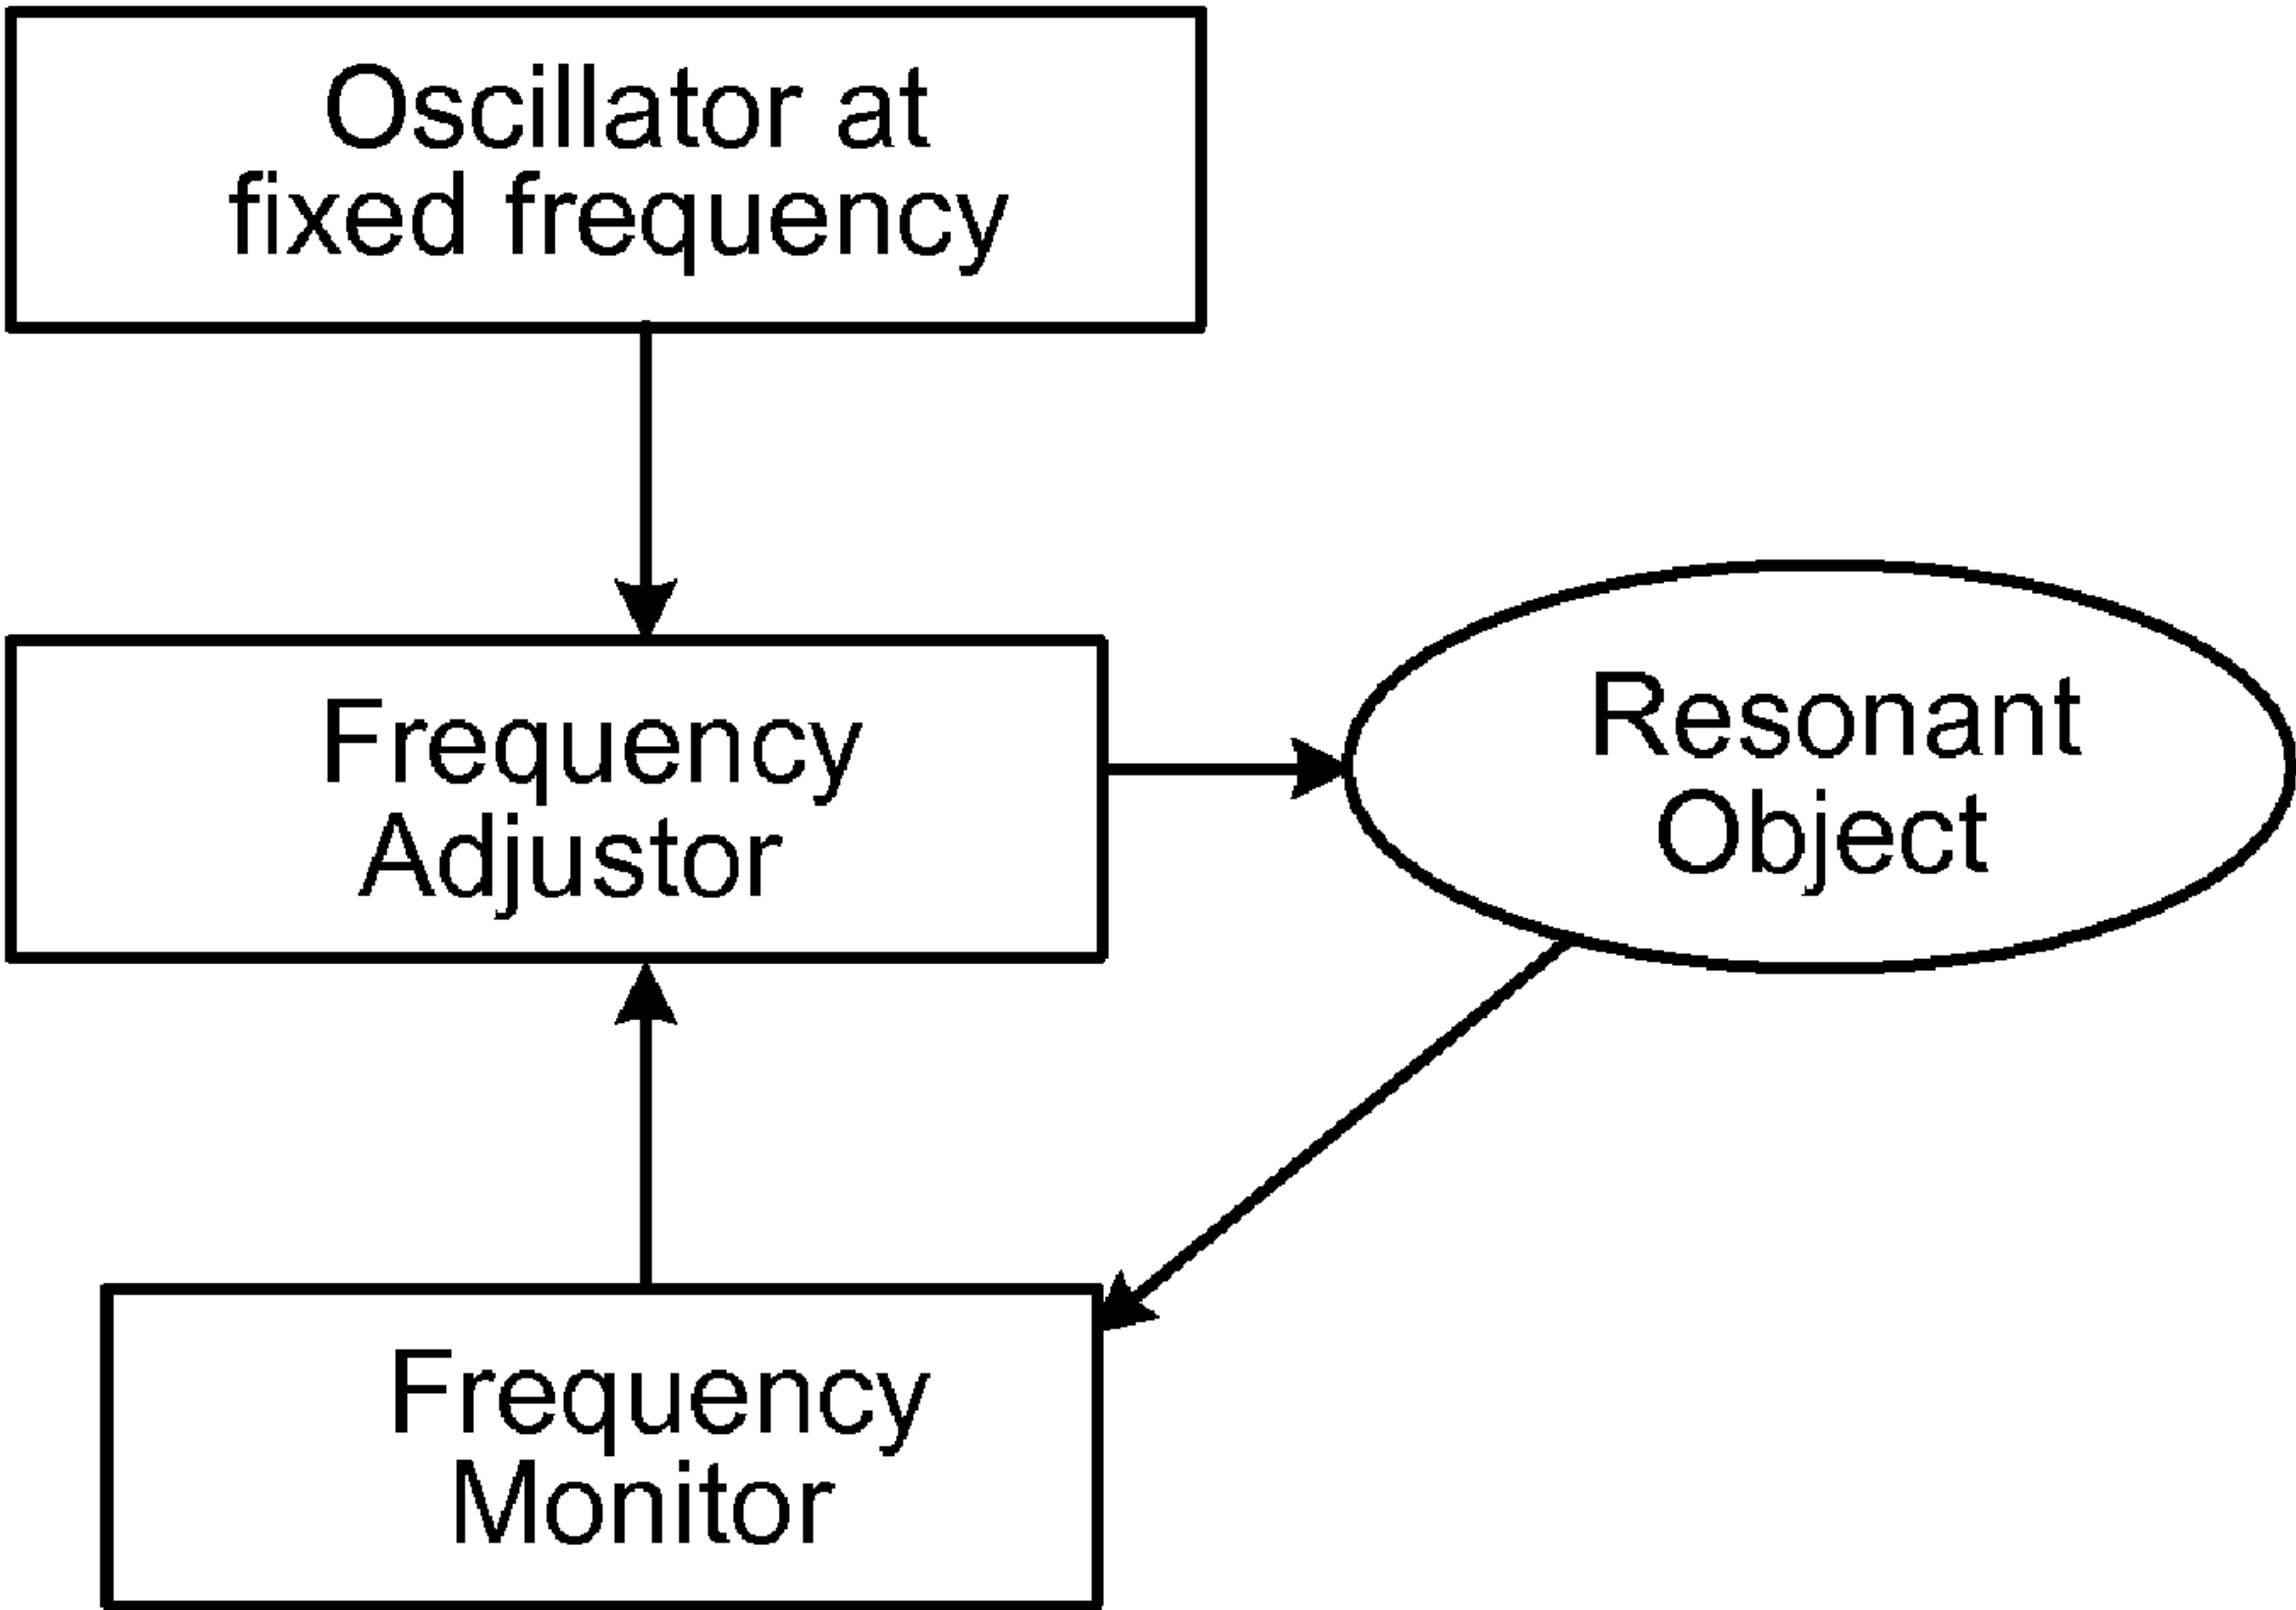 Oscillator at
fixed frequency
Frequency
Adjustor
Resonant
Object
Frequency
Monitor